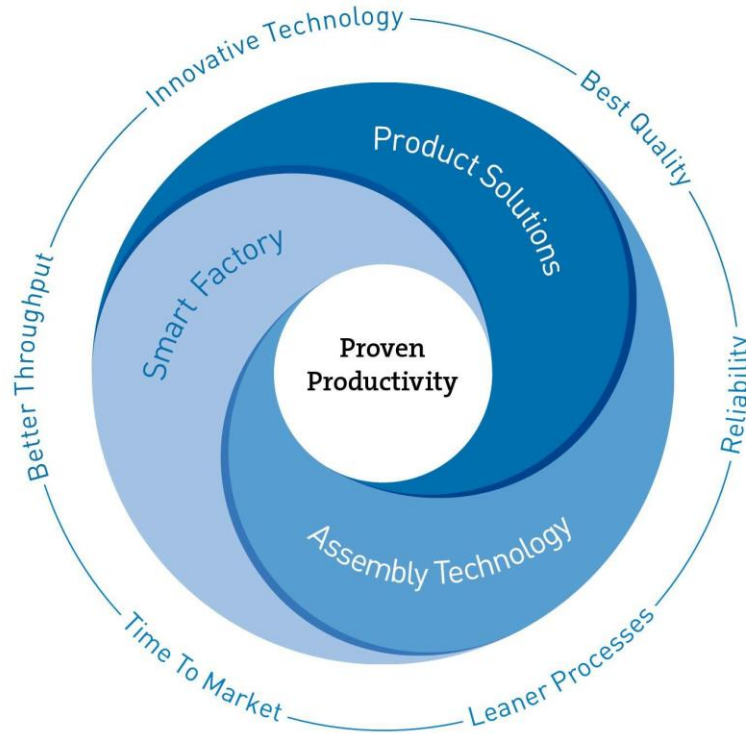 Innovative Technology
Best Quality
Reliability
Leaner Processes
Time To Market
Better Throughput
Product Solutions
Assembly Technology
Smart Factory
Proven
Productivity